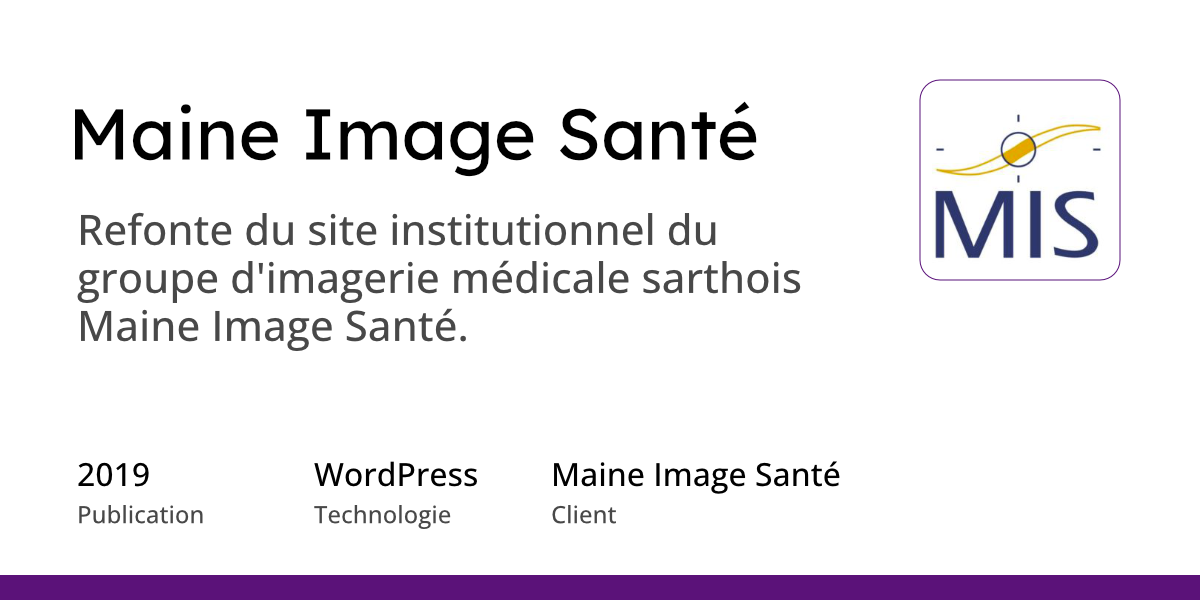 Maine Image Santé
MIS
Refonte du site institutionnel du
groupe d'imagerie médicale sarthois
Maine Image Santé.
2019
Publication
WordPress
Technologie
Maine Image Santé
Client